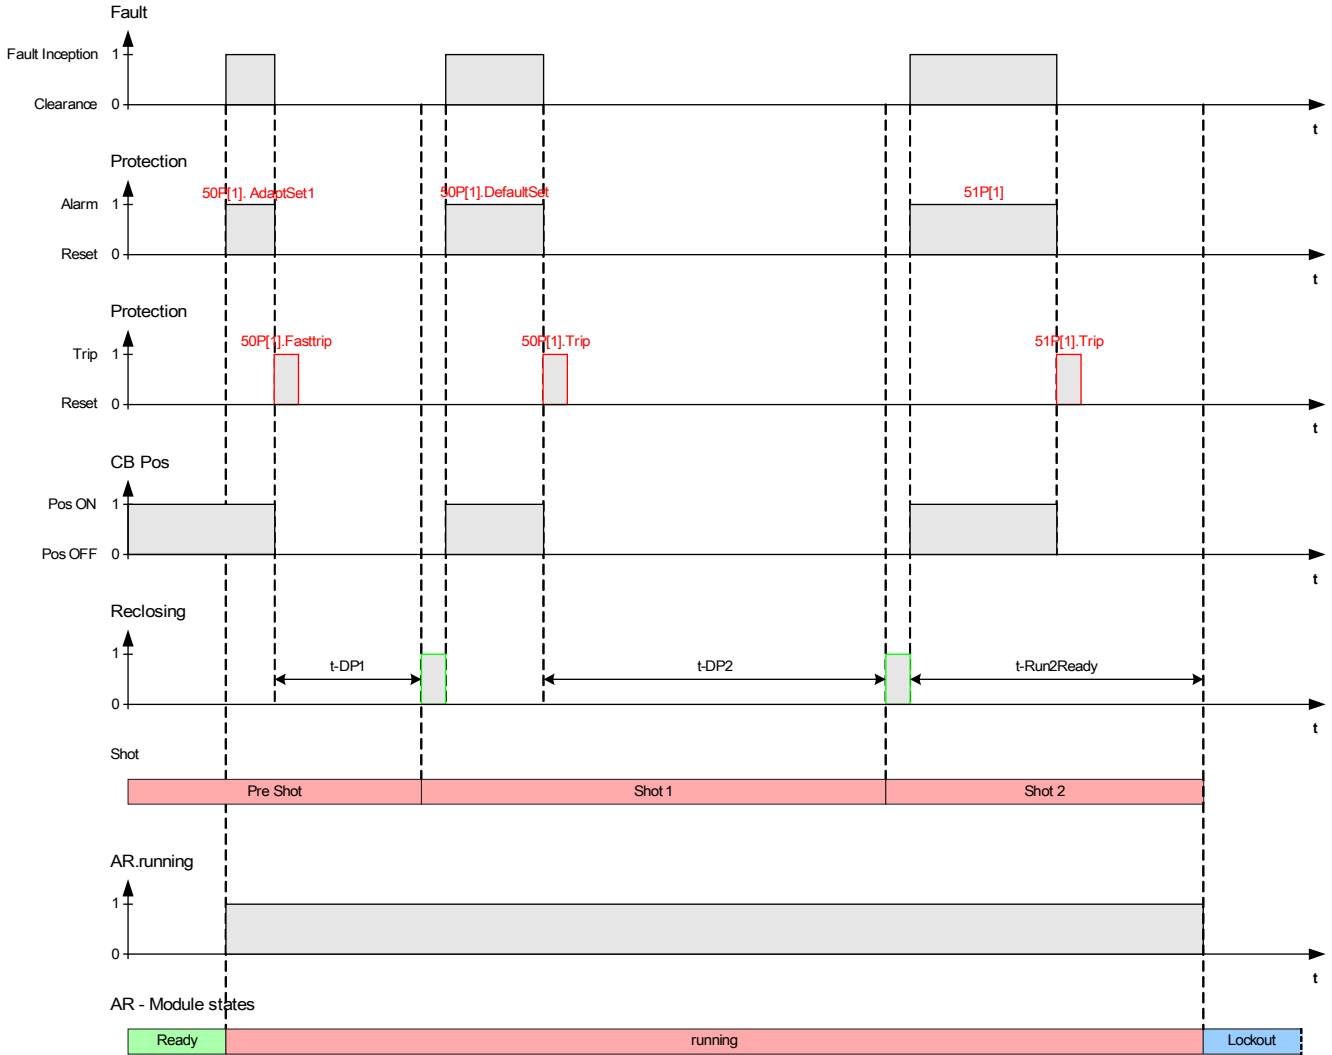 Fault
Fault Inception 1
Clearance 0
t
Protection
50P[1]. AdaptSet1 50P[1].DefaultSet 51P[1]
Alarm 1
Reset 0
t
Protection
50P[1].Fasttrip 50P[1].Trip 51P[1].Trip
Trip 1
Reset 0
t
CB Pos
Pos ON 1
Pos OFF 0
t
Reclosing
1
t-DP1 t-DP2 t-Run2Ready
0
t
Shot
Pre Shot Shot 1 Shot 2
AR.running
1
0
t
AR - Module states
Ready running Lockout